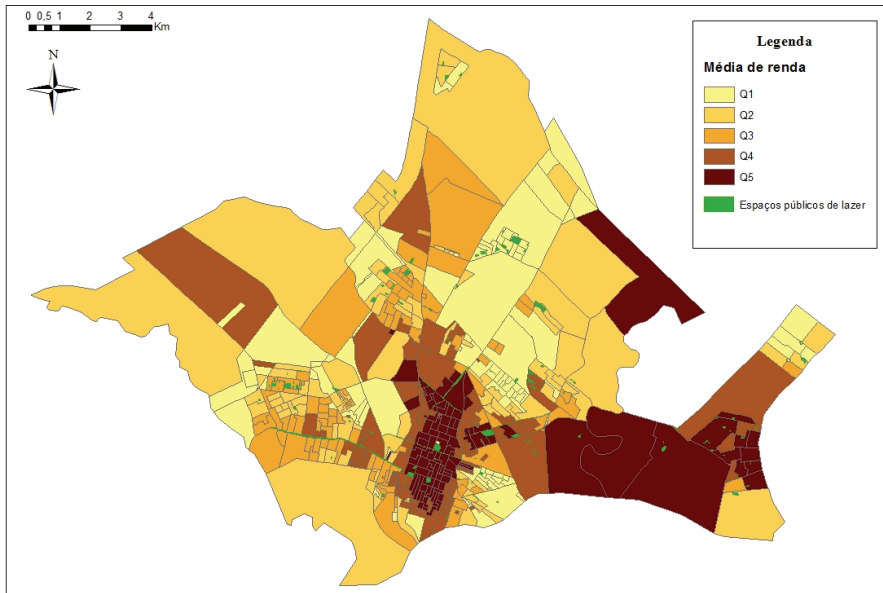 0 0,5 1 2 3 4
Km
N
Legenda
Média de renda
Q1
Q2
Q3
Q4
Q5
Espaços públicos de lazer